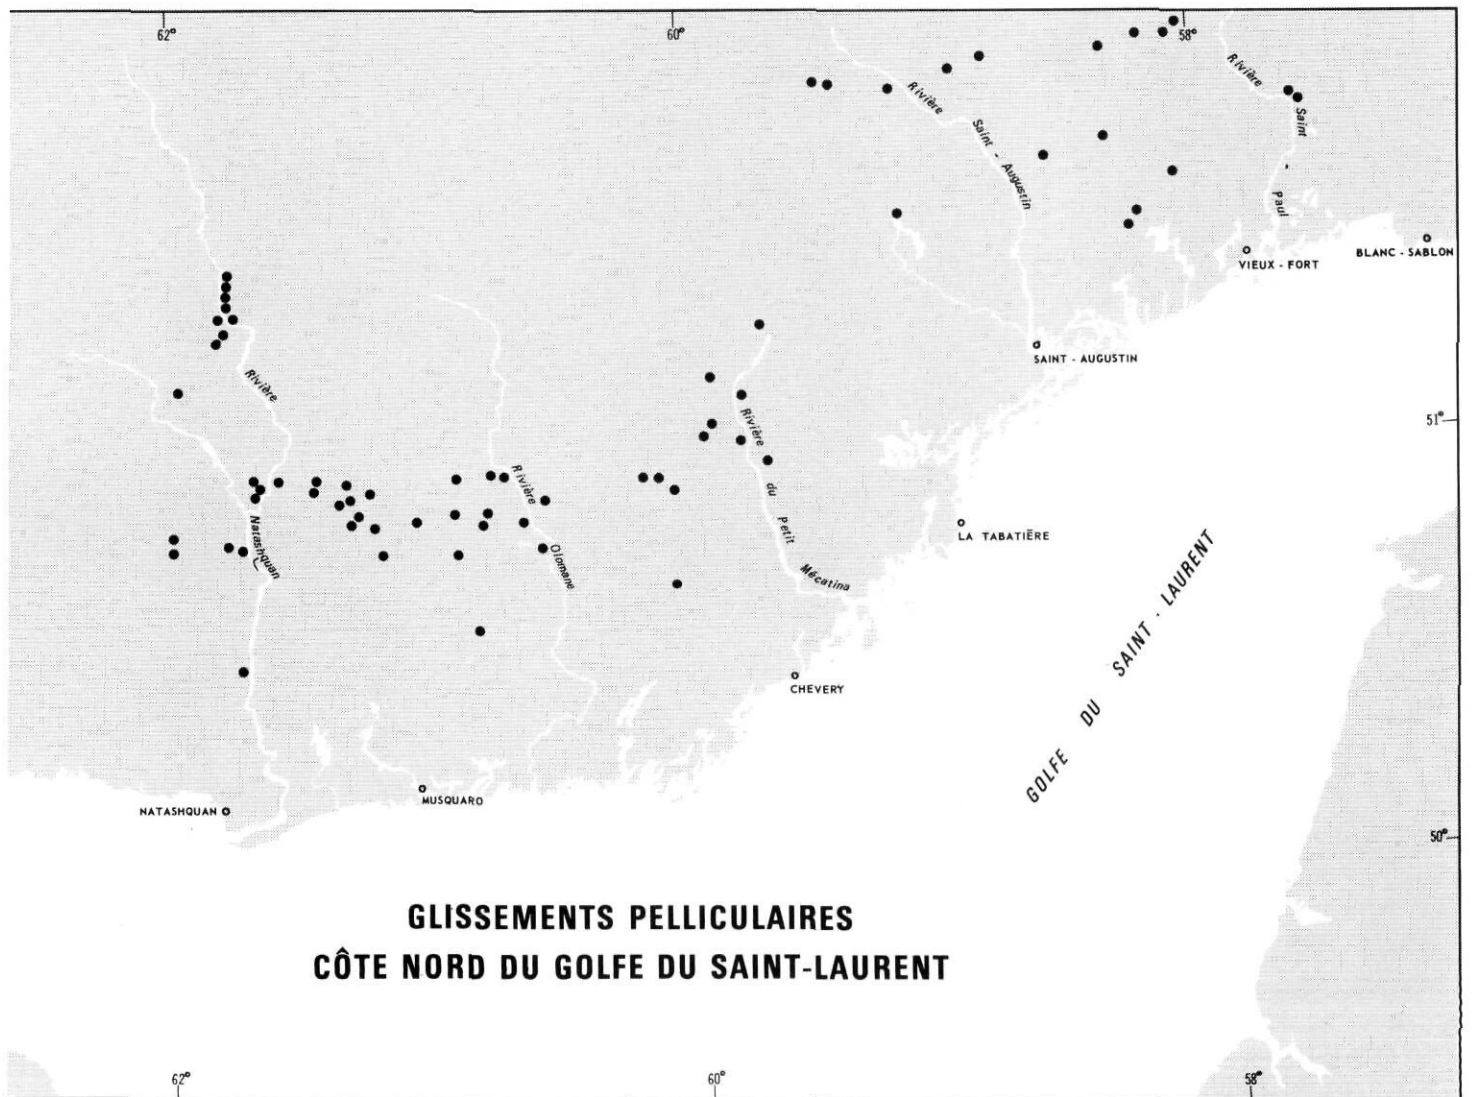 62°
60°
58°
Rivière
Saint - Augustin
Rivière
Saint - Paul
VIEUX - FORT
BLANC - SABLON
SAINT - AUGUSTIN
Rivière
Natashquan
Rivière
Olomane
Rivière du Petit Mécatina
51°
LA TABATIÈRE
GOLFE DU SAINT - LAURENT
CHEVERY
MUSQUARO
NATASHQUAN
50°
GLISSEMENTS PELLICULAIRES
CÔTE NORD DU GOLFE DU SAINT-LAURENT
62°
60°
58°